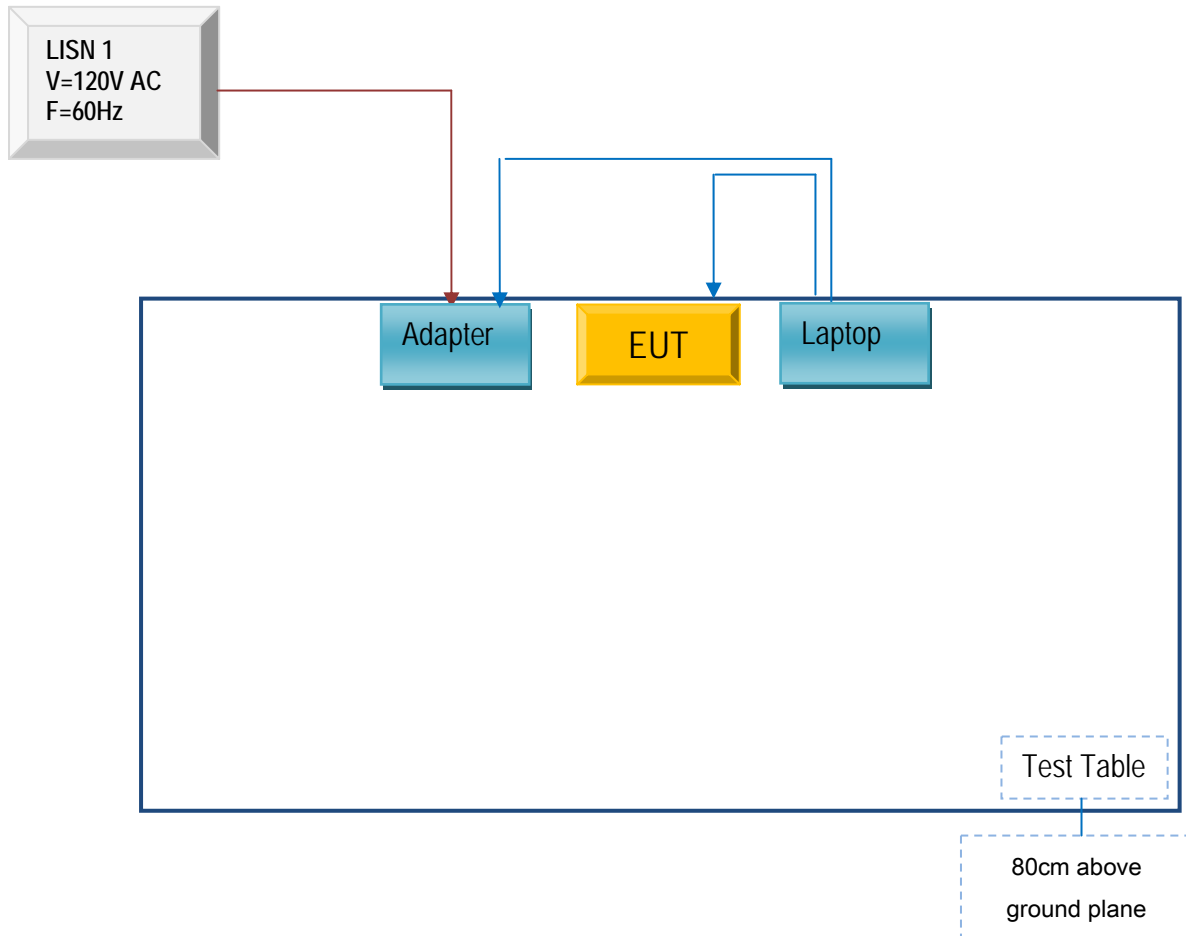 LISN 1
V=120V AC
F=60Hz
Adapter
EUT
Laptop
Test Table
80cm above
ground plane